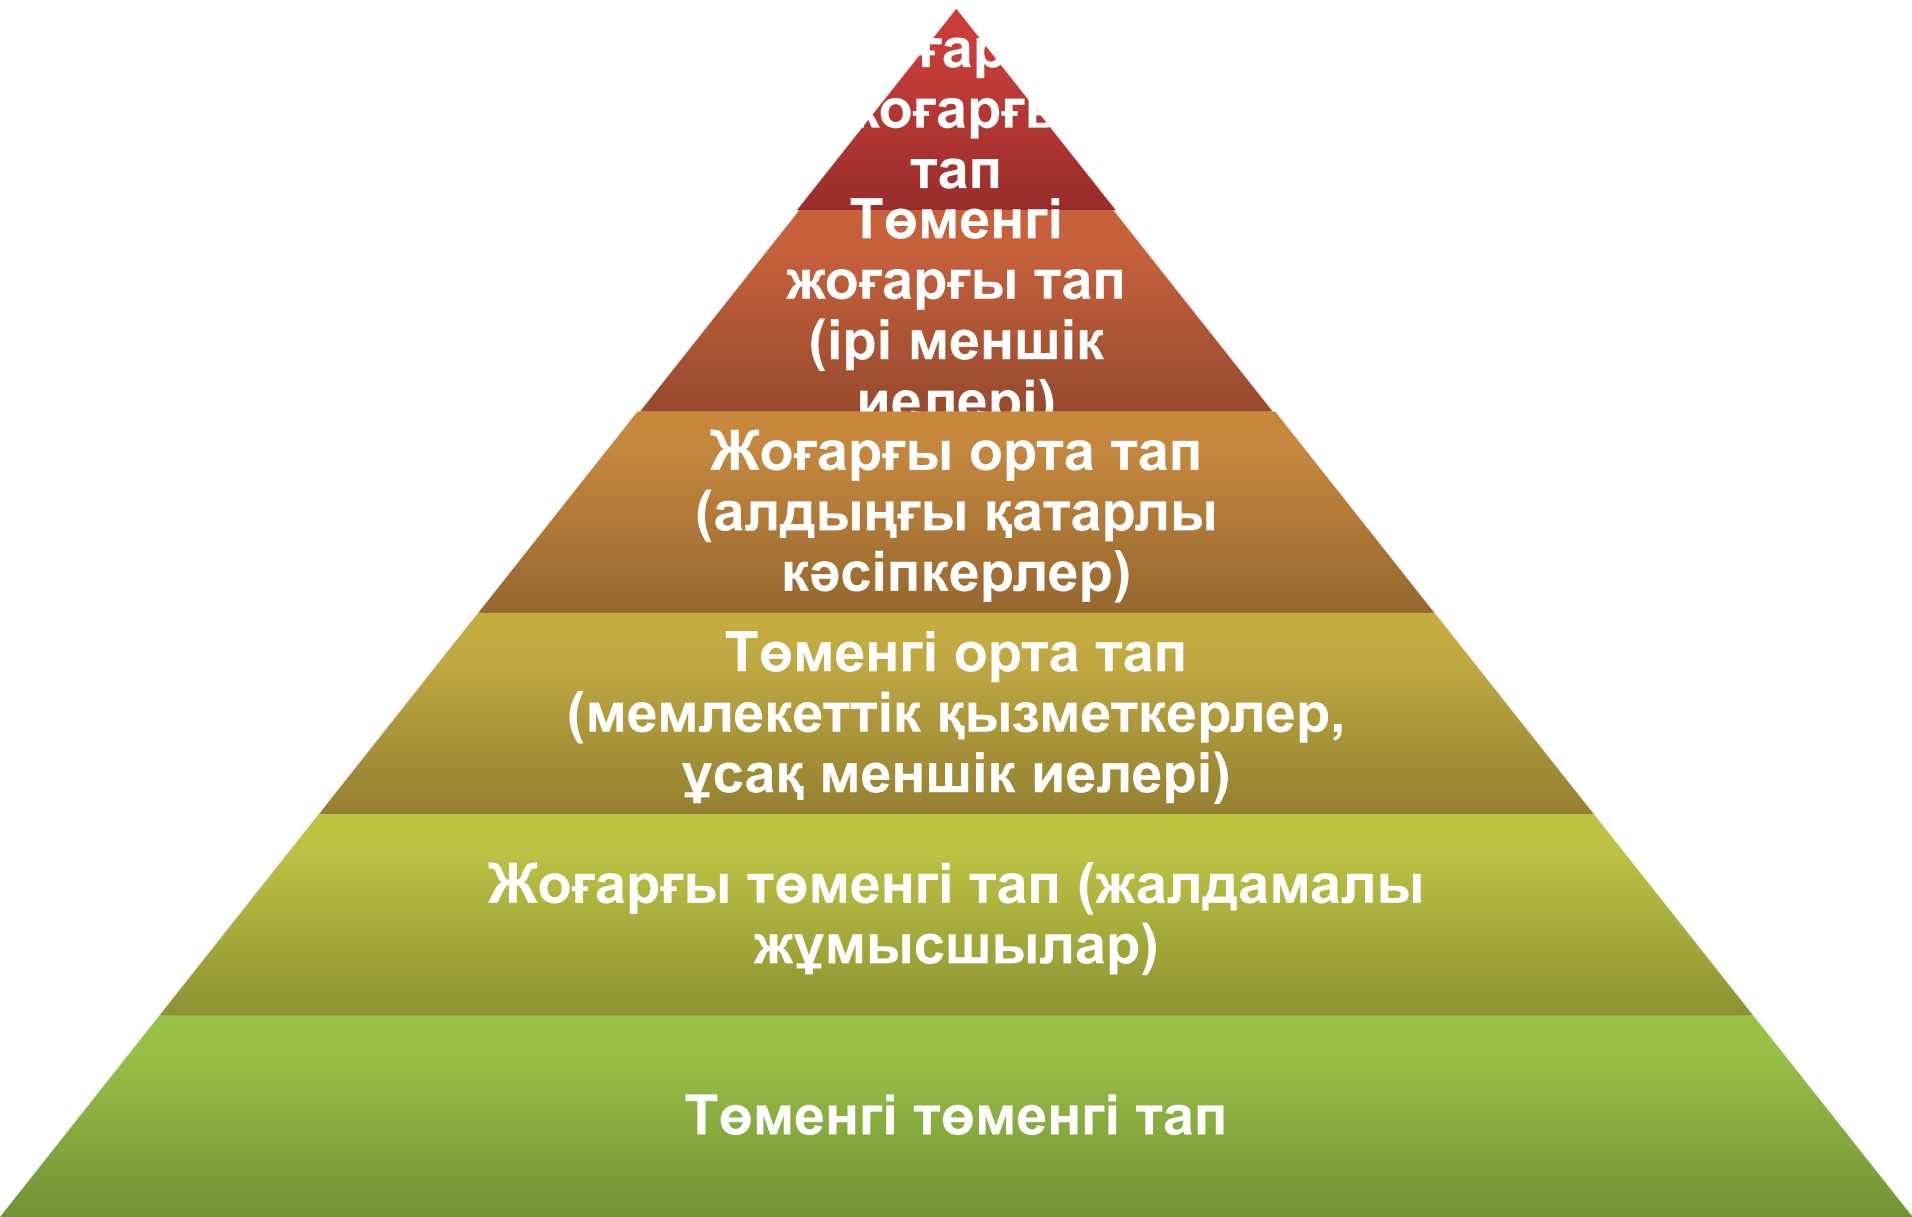 тап
Төменгі
жоғарғы тап
(ірі меншік
иелері)
Жоғарғы орта тап
(алдыңғы қатарлы
кәсіпкерлер)
Төменгі орта тап
(мемлекеттік қызметкерлер,
ұсақ меншік иелері)
Жоғарғы төменгі тап (жалдамалы
жұмысшылар)
Төменгі төменгі тап